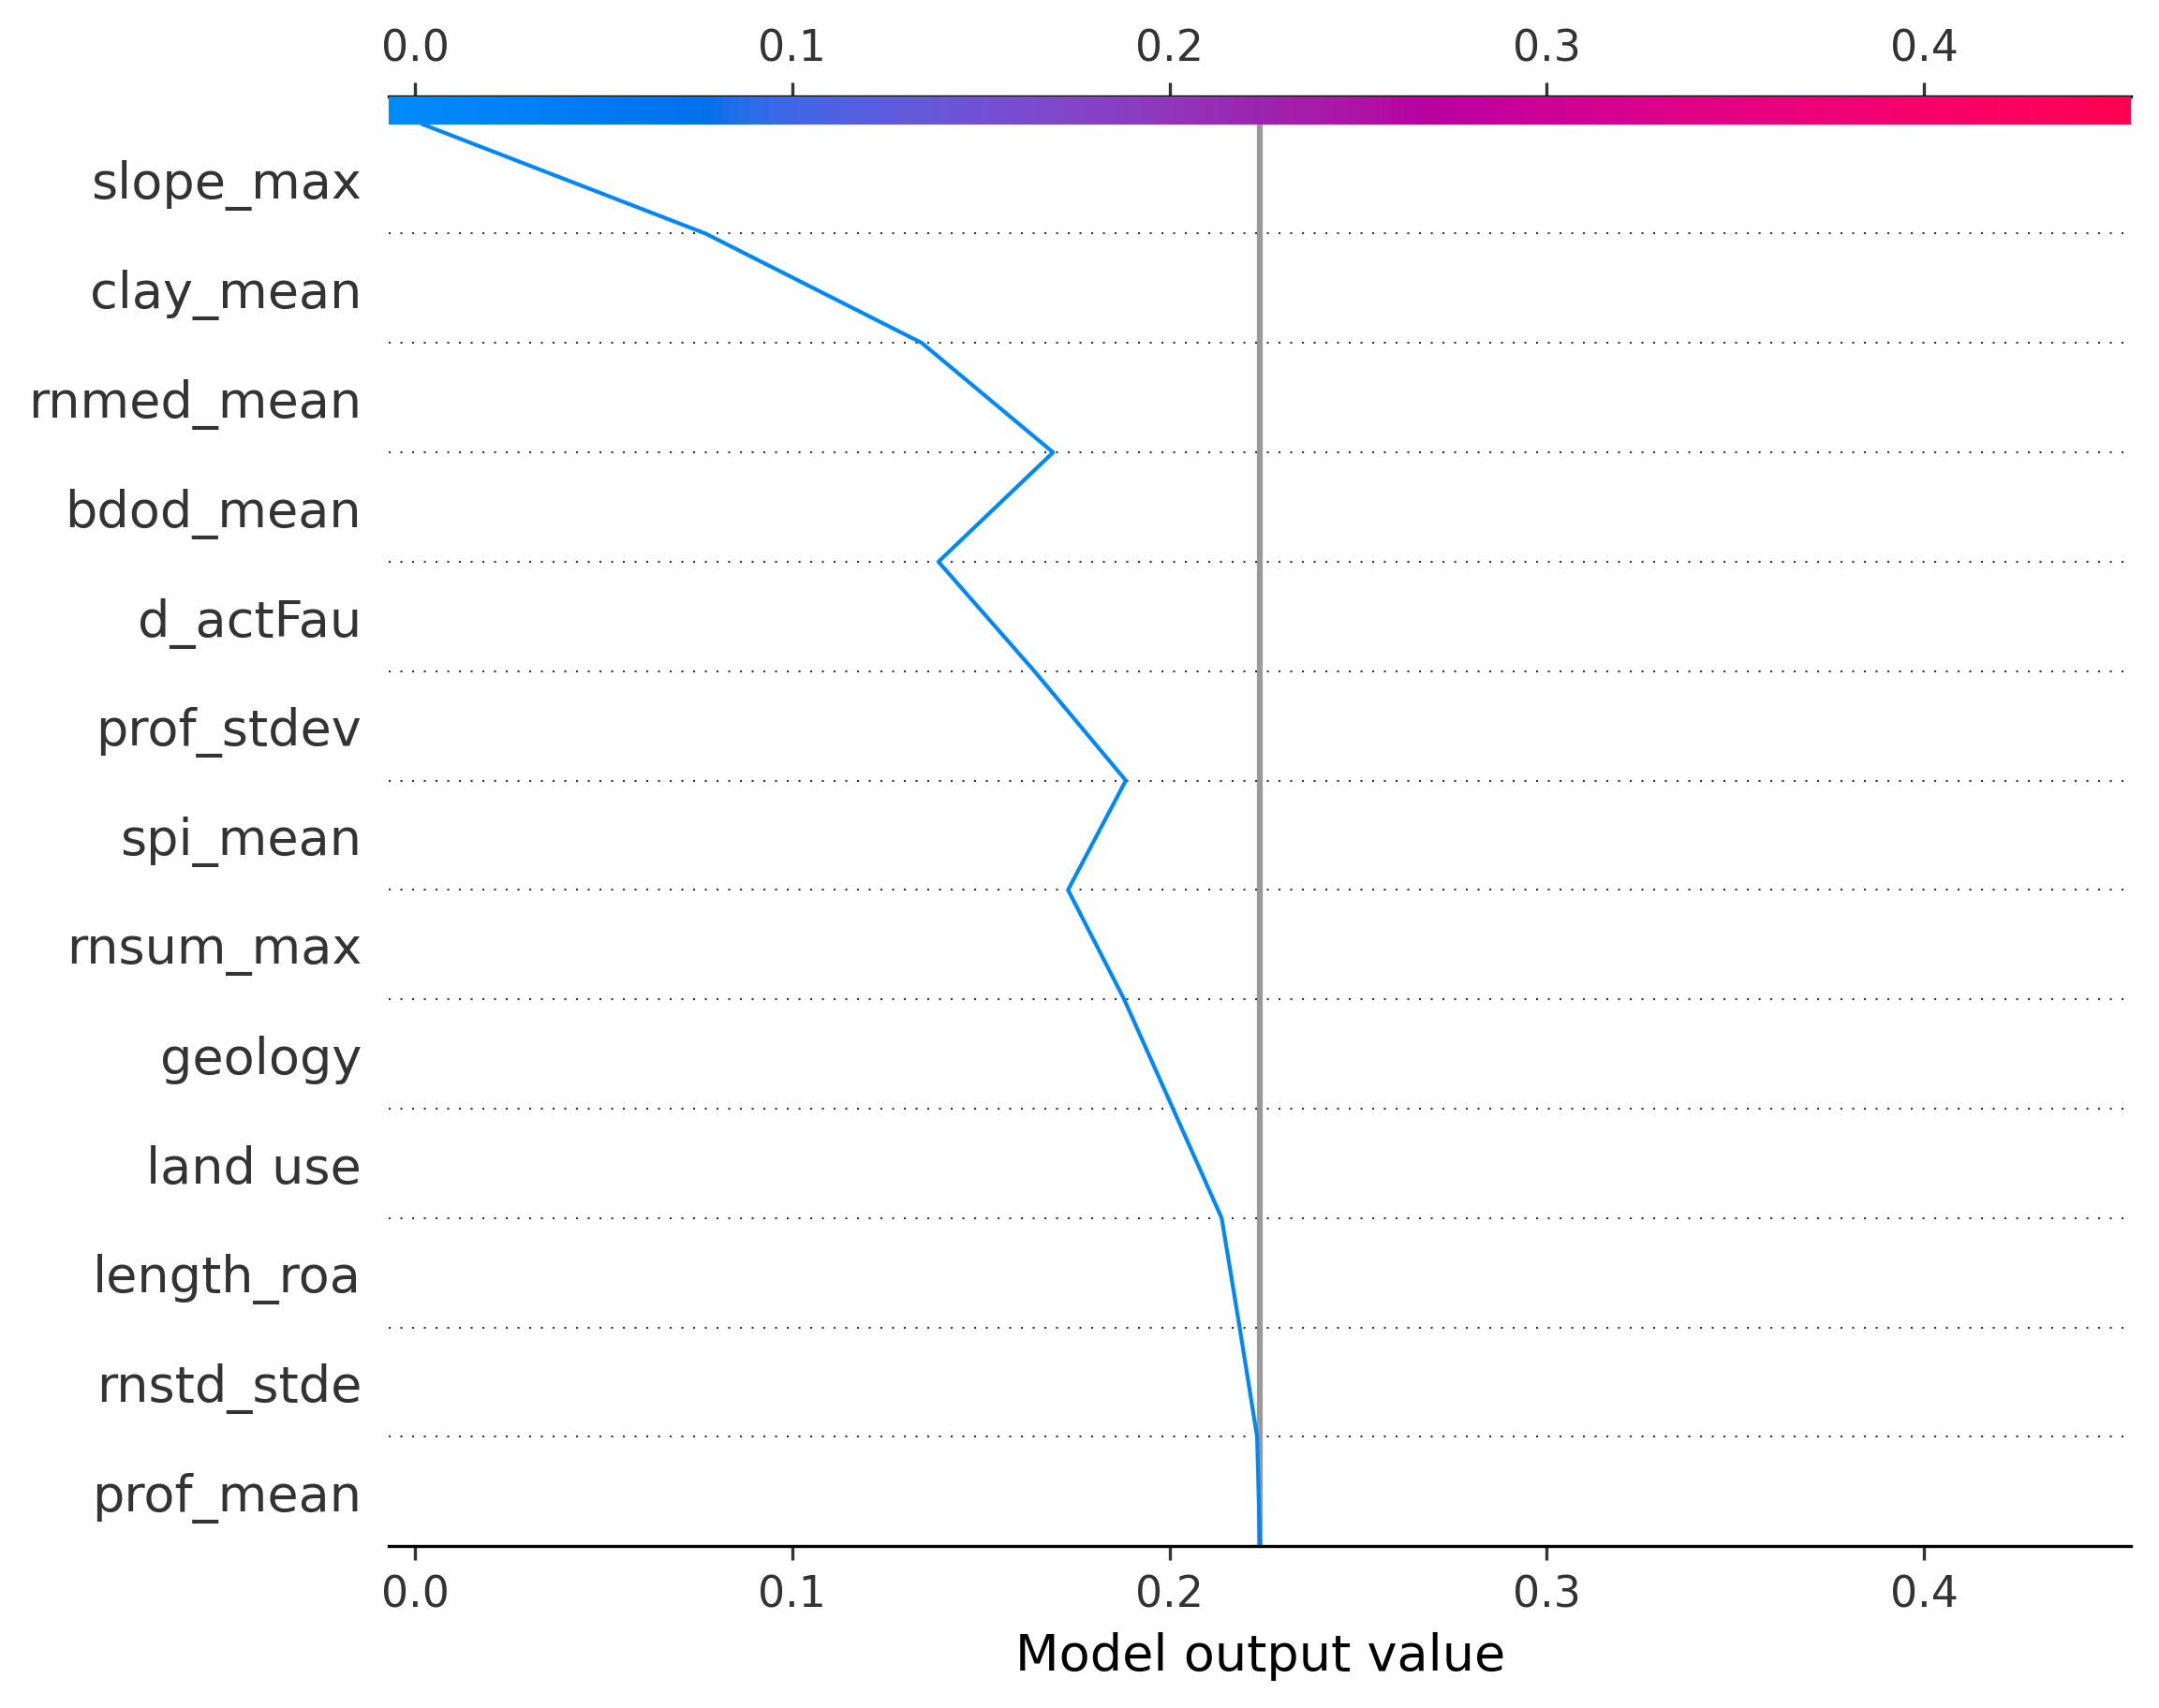 0.0 0.1 0.2 0.3 0.4
slope_max
clay_mean
rnmed_mean
bdod_mean
d_actFau
prof_stdev
spi_mean
rnsum_max
geology
land use
length_roa
rnstd_stde
prof_mean
0.0 0.1 0.2 0.3 0.4
Model output value